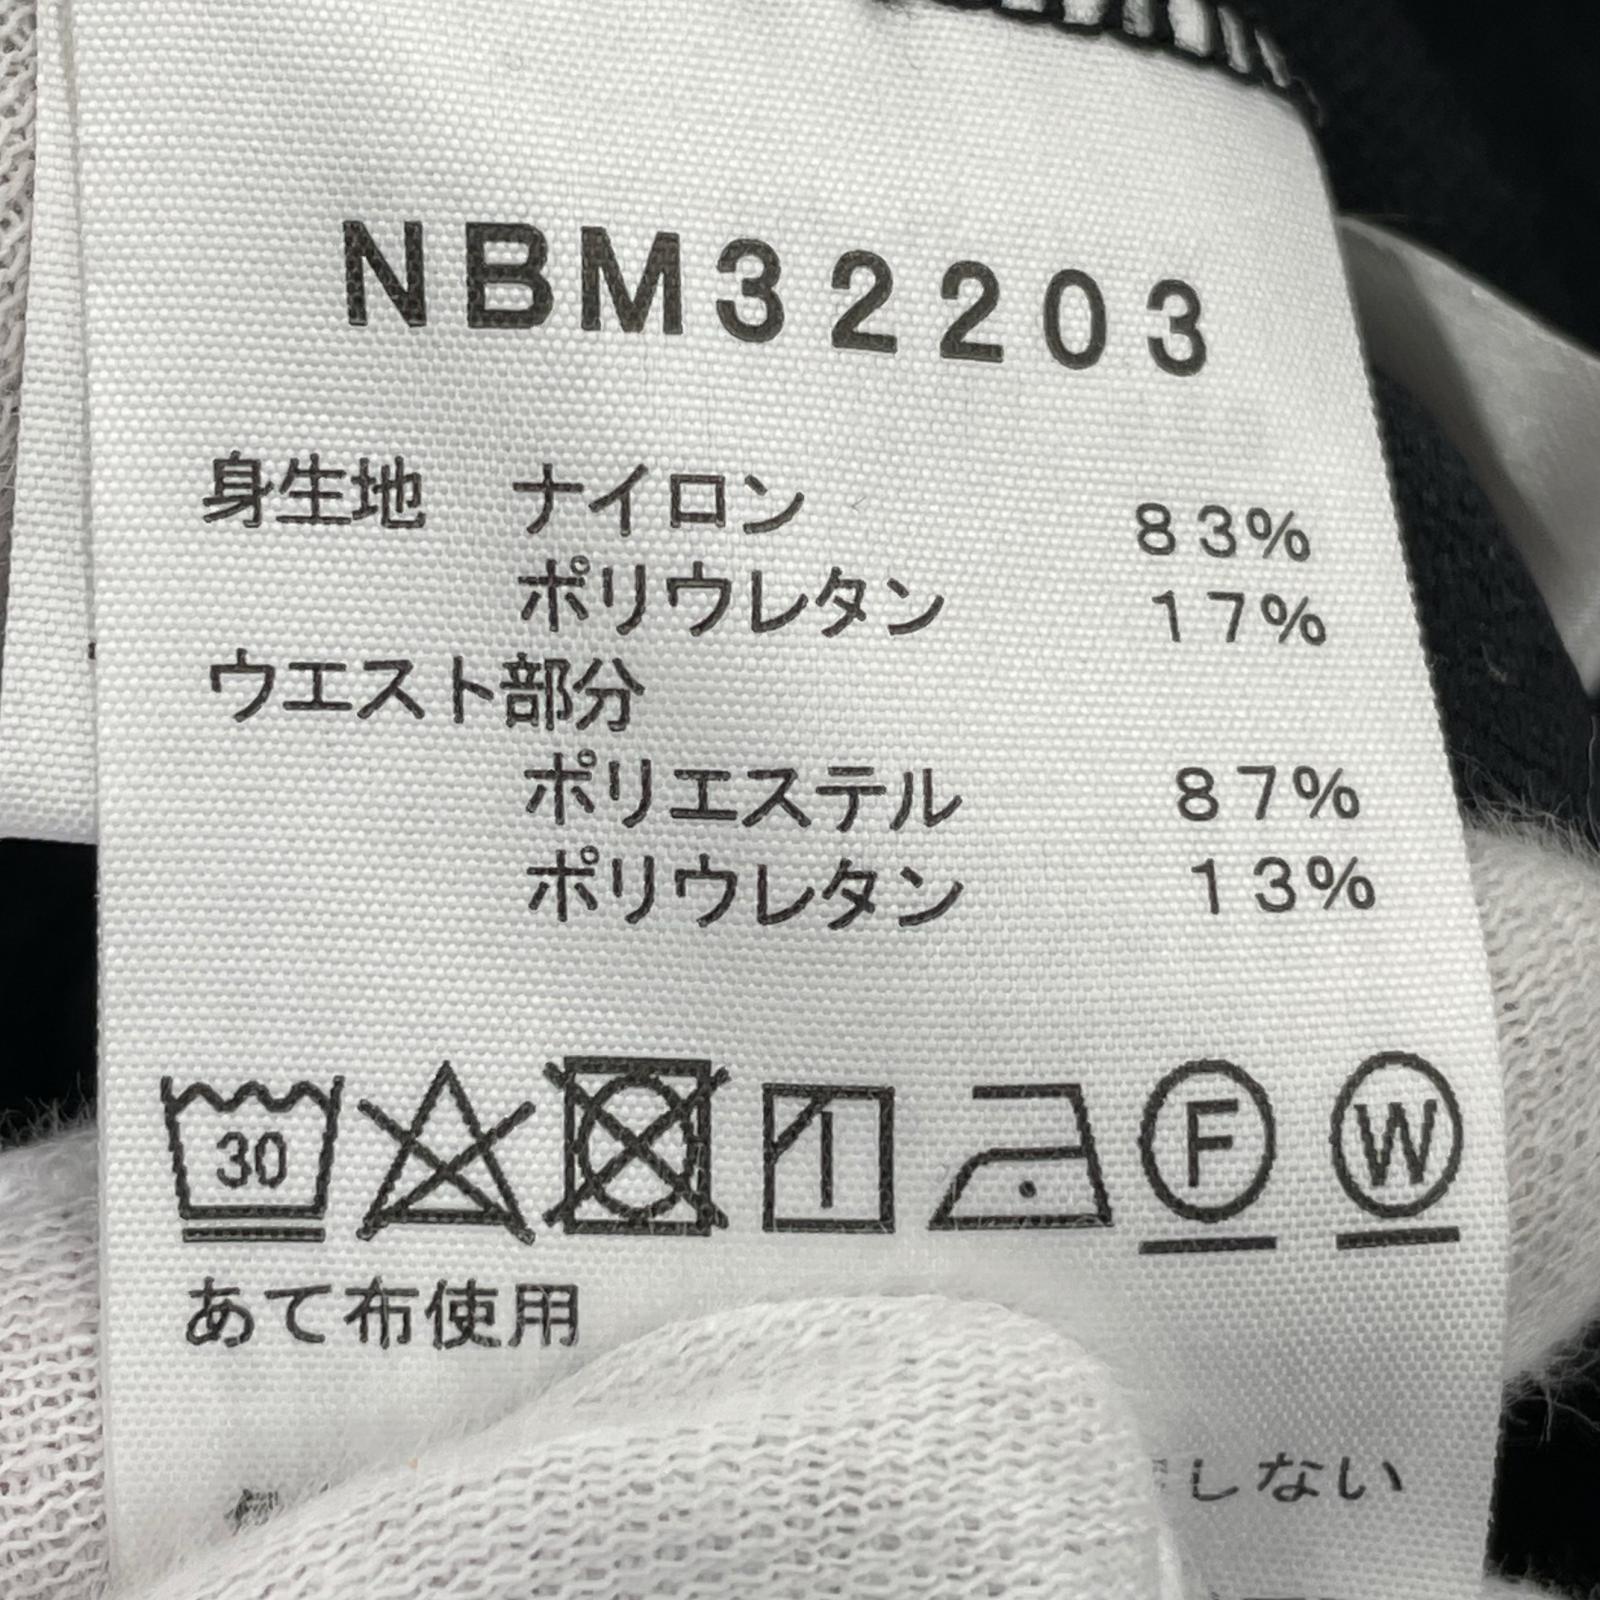 NBM32203
身生地 ナイロン 83%
ポリウレタン 17%
ウエスト部分
ポリエステル 87%
ポリウレタン 13%
30 F W
あて布使用
しない